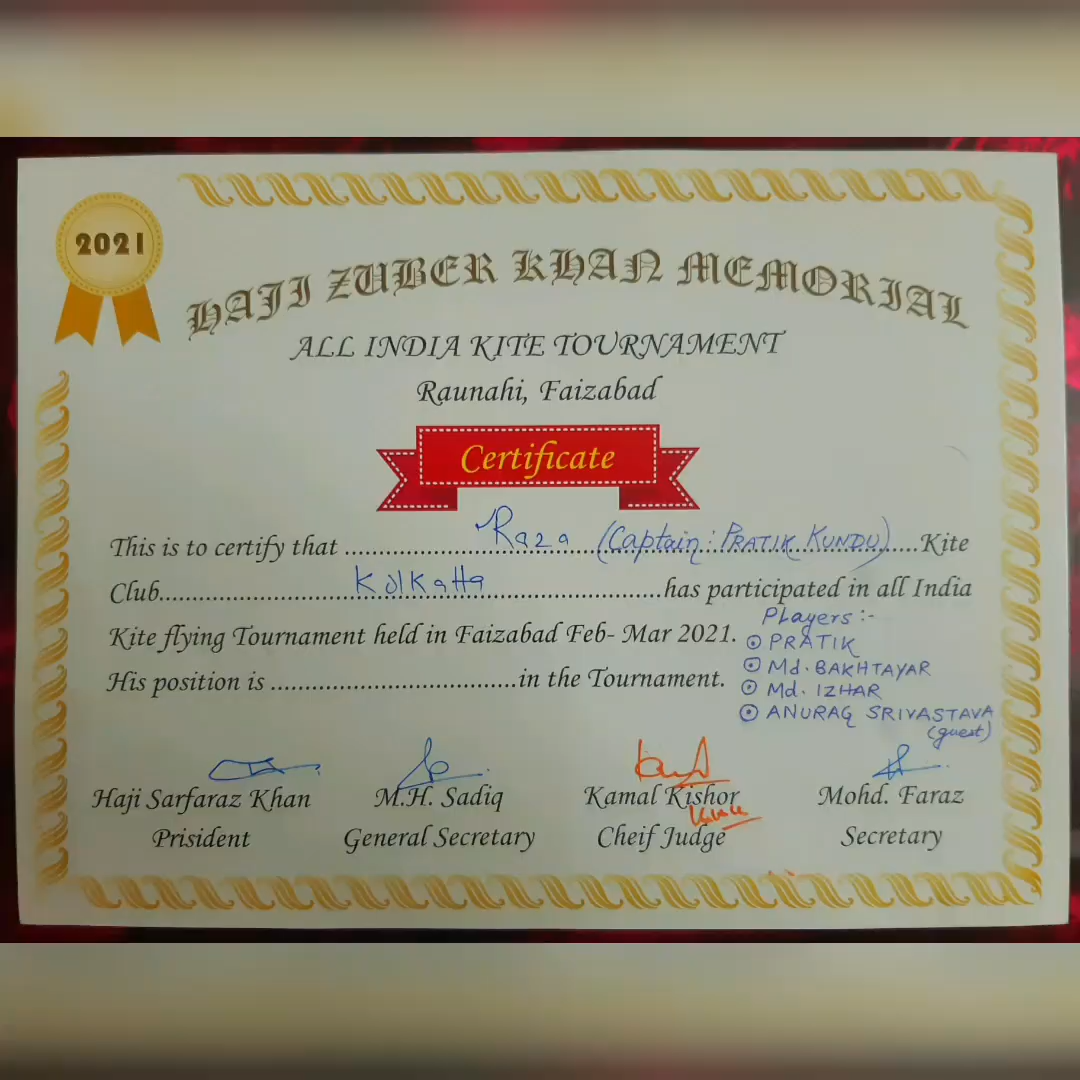 2021
HAJI ZUBER KHAN MEMORIAL
ALL INDIA KITE TOURNAMENT
Raunahi, Faizabad
Certificate
This is to certify that ........ Raza (Captain: PRATIK KUNDU) ....Kite
Club........ Kolkatta ........has participated in all India
Kite flying Tournament held in Faizabad Feb- Mar 2021.
His position is ........in the Tournament.
Players :-
⊙ PRATIK
⊙ Md. BAKHTAYAR
⊙ Md. IZHAR
⊙ ANURAG SRIVASTAVA
(guest)
Haji Sarfaraz Khan M.H. Sadiq Kamal Kishor Mohd. Faraz
Prisident General Secretary Cheif Judge Secretary